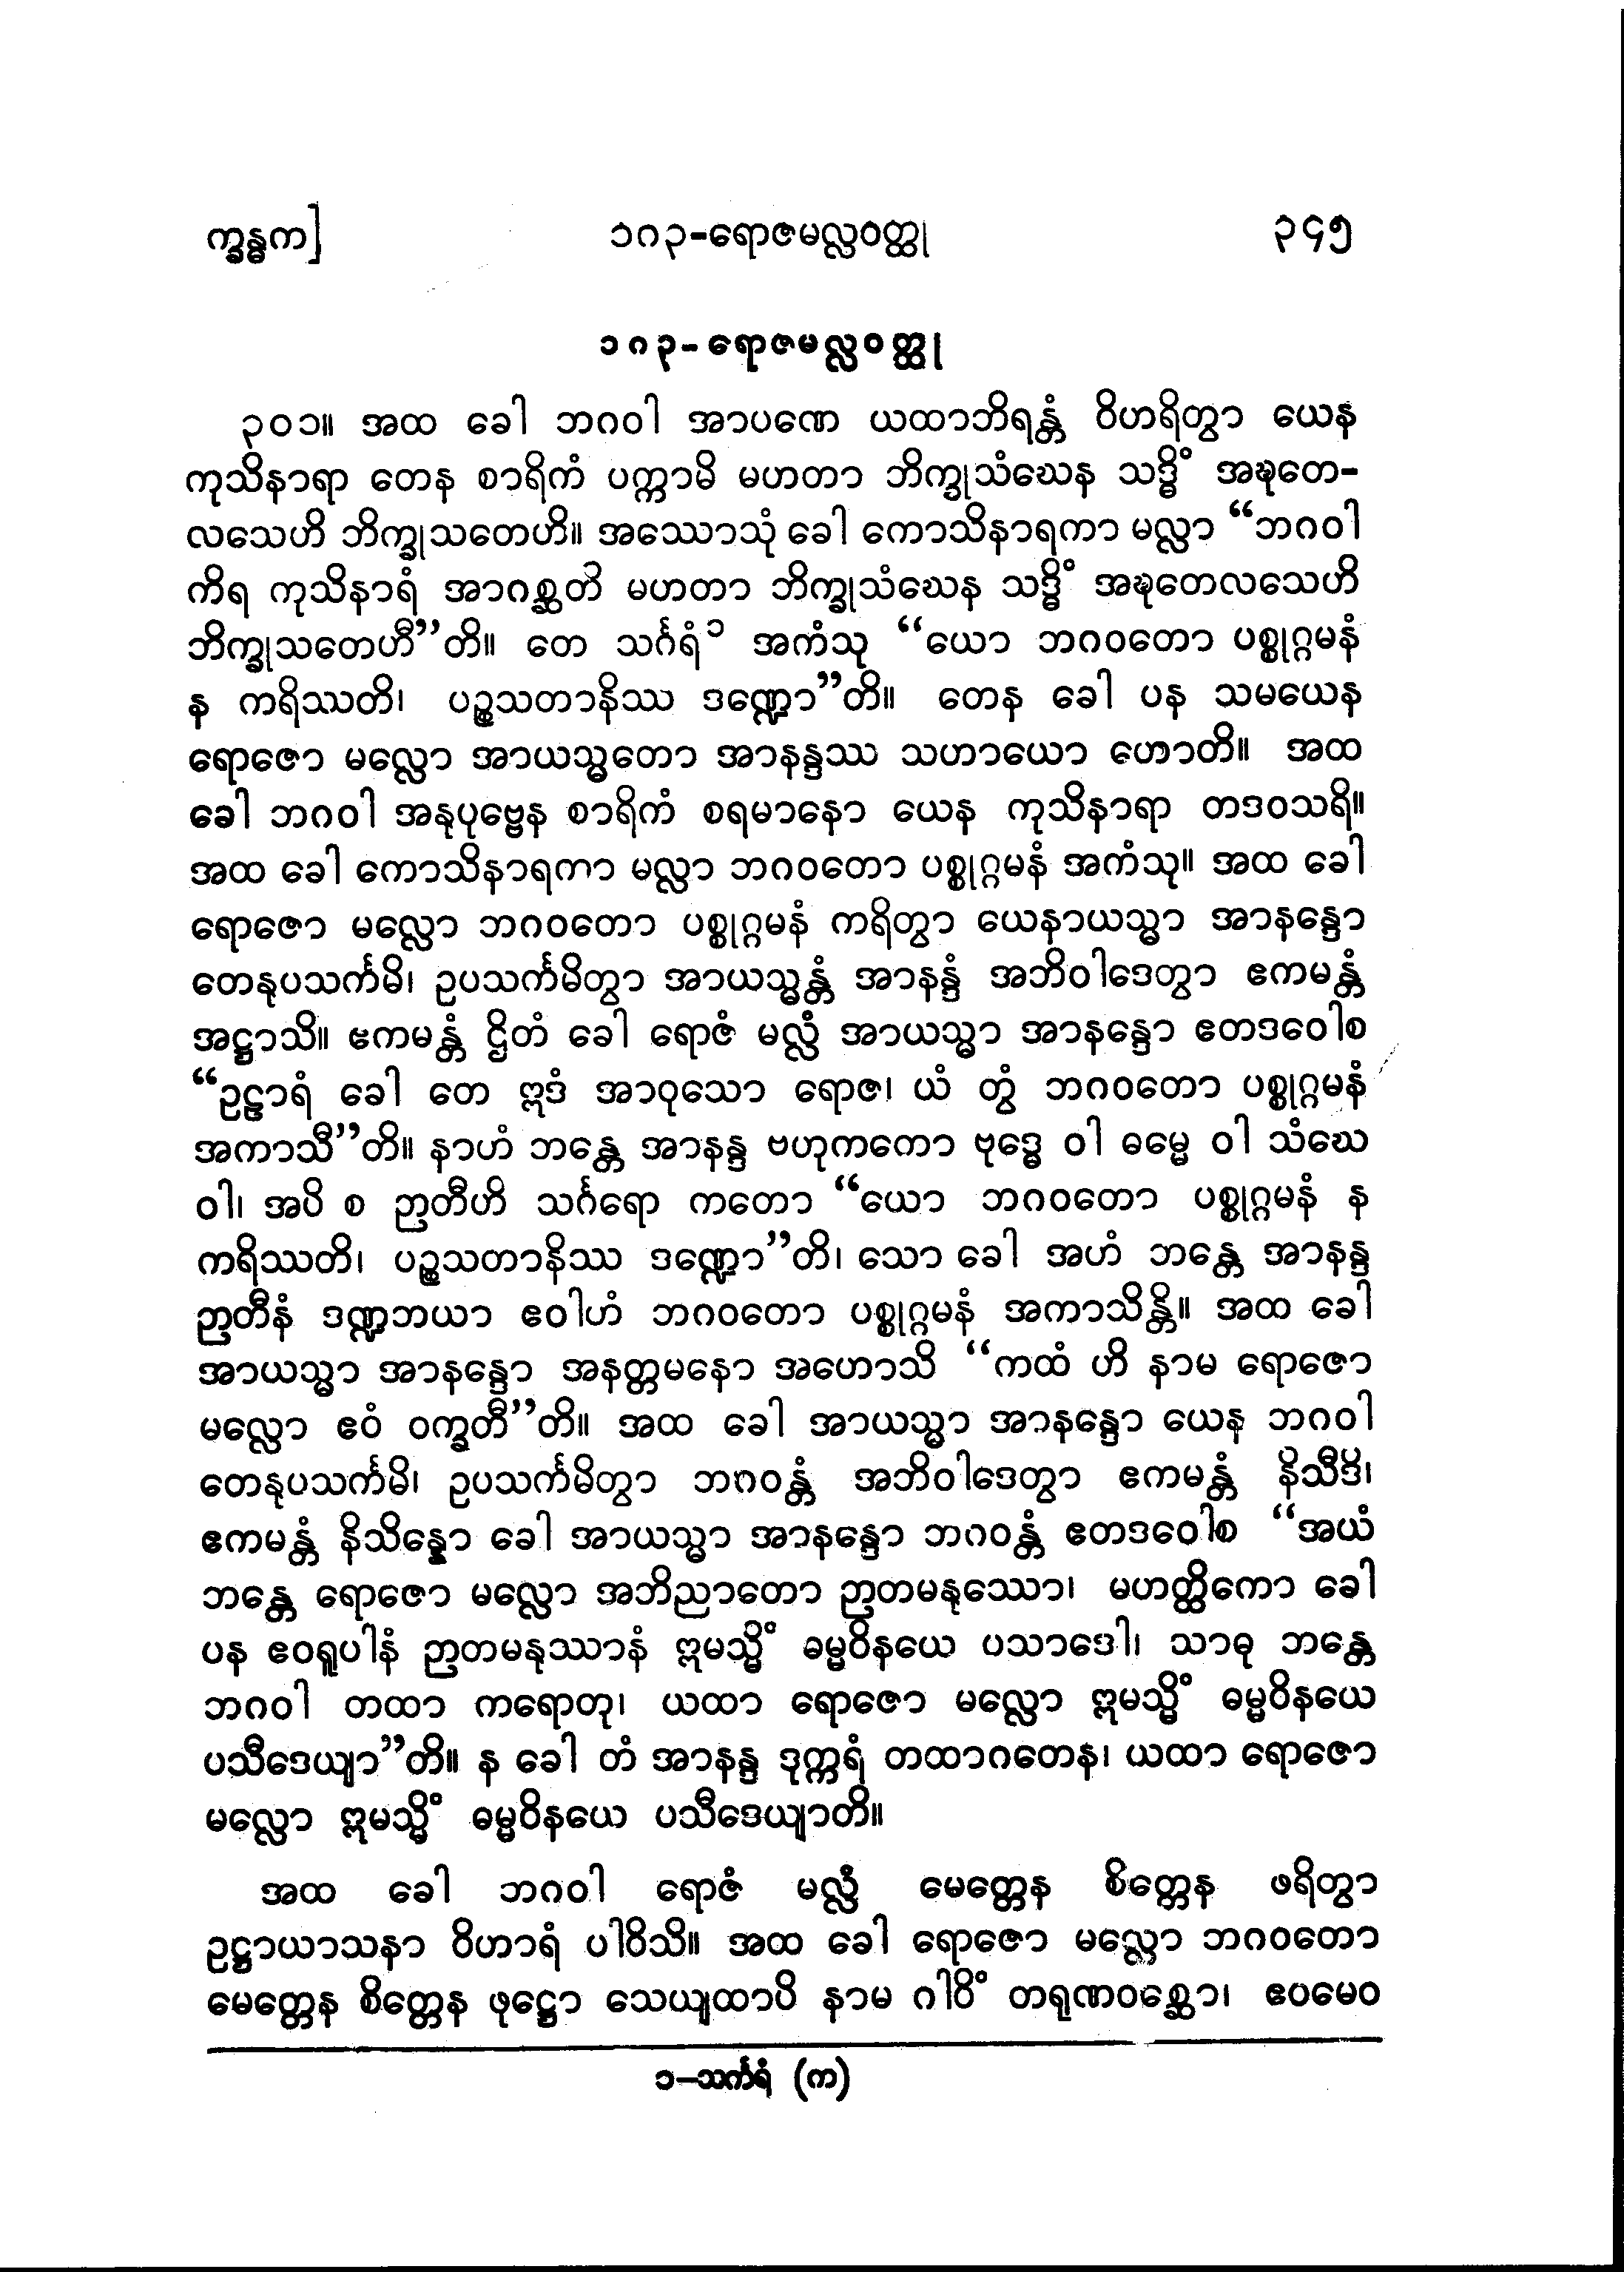 က္ခန္ဓက]
၁၈၃-ရောဇမလ္လဝတ္ထု
၃၄၅
၁၈၃-ရောဇမလ္လဝတ္ထု
၃၀၁။ အထ ခေါ ဘဂဝါ အာပဏေ ယထာဘိရန္တံ ဝိဟရိတွာ ယေန
ကုသိနာရာ တေန စာရိကံ ပက္ကာမိ မဟတာ ဘိက္ခုသံဃေန သဒ္ဓိံ အဍ္ဎတေ-
လသေဟိ ဘိက္ခုသတေဟိ။ အဿောသုံ ခေါ ကောသိနာရကာ မလ္လာ “ဘဂဝါ
ကိရ ကုသိနာရံ အာဂစ္ဆတိ မဟတာ ဘိက္ခုသံဃေန သဒ္ဓိံ အဍ္ဎတေလသေဟိ
ဘိက္ခုသတေဟီ”တိ။ တေ သင်္ဂရံ၁ အကံသု “ယော ဘဂဝတော ပစ္စုဂ္ဂမနံ
န ကရိဿတိ၊ ပဉ္စသတာနိဿ ဒဏ္ဍော”တိ။ တေန ခေါ ပန သမယေန
ရောဇော မလ္လော အာယသ္မတော အာနန္ဒဿ သဟာယော ဟောတိ။ အထ
ခေါ ဘဂဝါ အနုပုဗ္ဗေန စာရိကံ စရမာနော ယေန ကုသိနာရာ တဒဝသရိ။
အထ ခေါ ကောသိနာရကာ မလ္လာ ဘဂဝတော ပစ္စုဂ္ဂမနံ အကံသု။ အထ ခေါ
ရောဇော မလ္လော ဘဂဝတော ပစ္စုဂ္ဂမနံ ကရိတွာ ယေနာယသ္မာ အာနန္ဒော
တေနုပသင်္ကမိ၊ ဥပသင်္ကမိတွာ အာယသ္မန္တံ အာနန္ဒံ အဘိဝါဒေတွာ ဧကမန္တံ
အဋ္ဌာသိ။ ဧကမန္တံ ဌိတံ ခေါ ရောဇံ မလ္လံ အာယသ္မာ အာနန္ဒော ဧတဒဝေါစ
“ဥဠာရံ ခေါ တေ ဣဒံ အာဝုသော ရောဇ၊ ယံ တွံ ဘဂဝတော ပစ္စုဂ္ဂမနံ
အကာသီ”တိ။ နာဟံ ဘန္တေ အာနန္ဒ ဗဟုကကော ဗုဒ္ဓေ ဝါ ဓမ္မေ ဝါ သံဃေ
ဝါ၊ အပိ စ ဉာတီဟိ သင်္ဂရော ကတော “ယော ဘဂဝတော ပစ္စုဂ္ဂမနံ န
ကရိဿတိ၊ ပဉ္စသတာနိဿ ဒဏ္ဍော”တိ၊ သော ခေါ အဟံ ဘန္တေ အာနန္ဒ
ဉာတီနံ ဒဏ္ဍဘယာ ဧဝါဟံ ဘဂဝတော ပစ္စုဂ္ဂမနံ အကာသိန္တိ။ အထ ခေါ
အာယသ္မာ အာနန္ဒော အနတ္တမနော အဟောသိ “ကထံ ဟိ နာမ ရောဇော
မလ္လော ဧဝံ ဝက္ခတီ”တိ။ အထ ခေါ အာယသ္မာ အာနန္ဒော ယေန ဘဂဝါ
တေနုပသင်္ကမိ၊ ဥပသင်္ကမိတွာ ဘဂဝန္တံ အဘိဝါဒေတွာ ဧကမန္တံ နိသီဒိ၊
ဧကမန္တံ နိသိန္နော ခေါ အာယသ္မာ အာနန္ဒော ဘဂဝန္တံ ဧတဒဝေါစ “အယံ
ဘန္တေ ရောဇော မလ္လော အဘိညာတော ဉာတမနုဿော၊ မဟတ္ထိကော ခေါ
ပန ဧဝရူပါနံ ဉာတမနုဿာနံ ဣမသ္မိံ ဓမ္မဝိနယေ ပသာဒေါ၊ သာဓု ဘန္တေ
ဘဂဝါ တထာ ကရောတု၊ ယထာ ရောဇော မလ္လော ဣမသ္မိံ ဓမ္မဝိနယေ
ပသီဒေယျာ”တိ။ န ခေါ တံ အာနန္ဒ ဒုက္ကရံ တထာဂတေန၊ ယထာ ရောဇော
မလ္လော ဣမသ္မိံ ဓမ္မဝိနယေ ပသီဒေယျာတိ။
အထ ခေါ ဘဂဝါ ရောဇံ မလ္လံ မေတ္တေန စိတ္တေန ဖရိတွာ
ဥဋ္ဌာယာသနာ ဝိဟာရံ ပါဝိသိ။ အထ ခေါ ရောဇော မလ္လော ဘဂဝတော
မေတ္တေန စိတ္တေန ဖုဋ္ဌော သေယျထာပိ နာမ ဂါဝိံ တရုဏဝစ္ဆော၊ ဧဝမေဝ
၁-သင်္ကရံ (က)